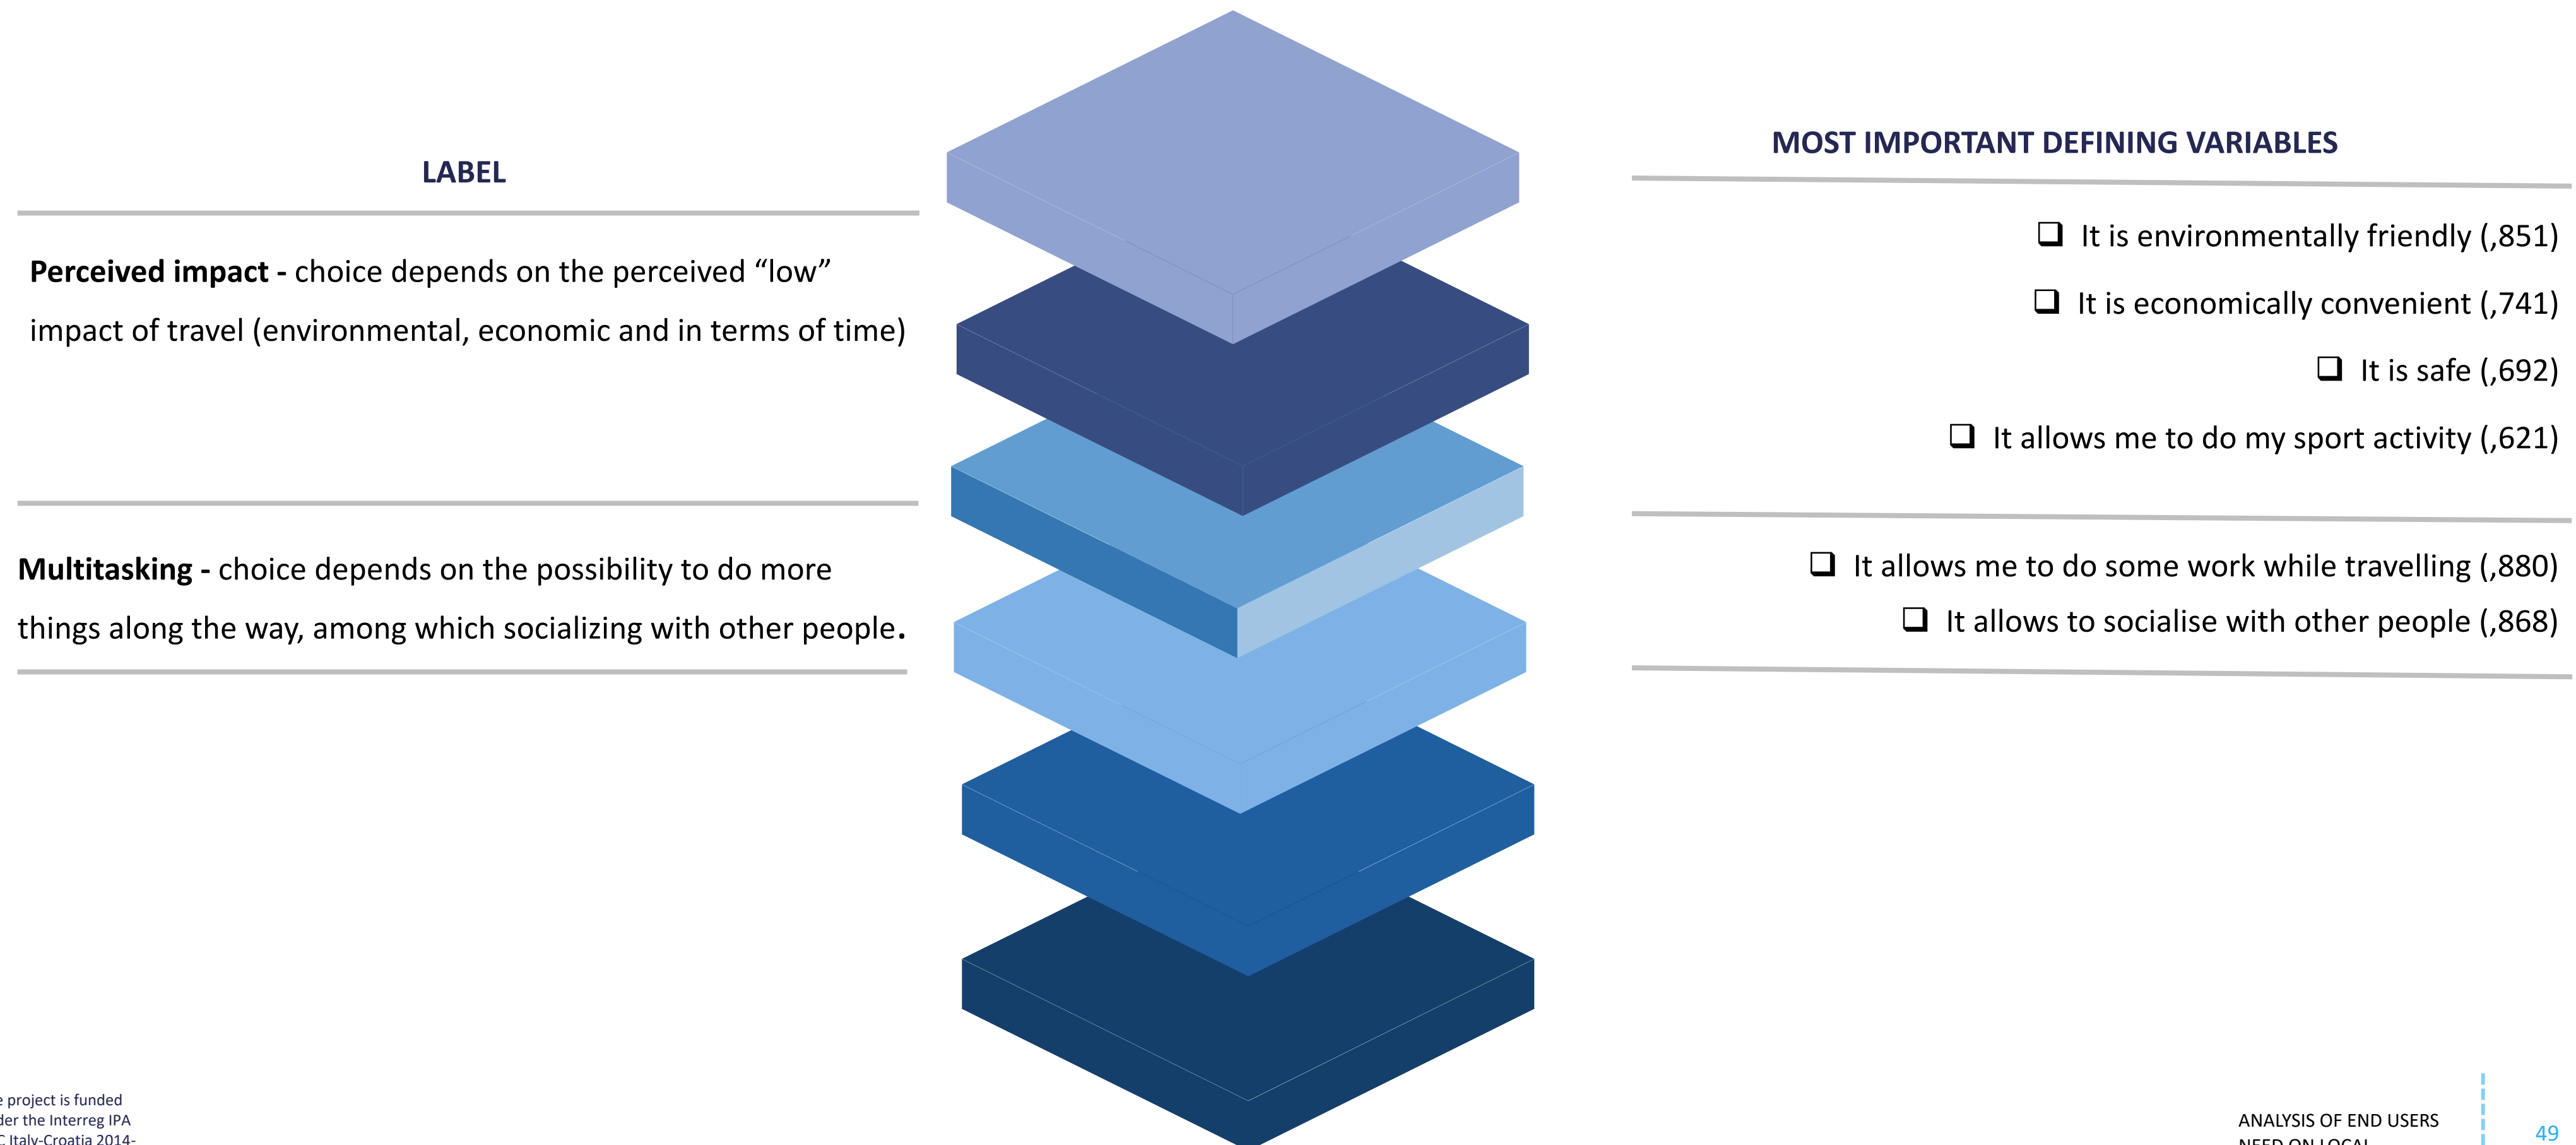 LABEL
Perceived impact - choice depends on the perceived “low”
impact of travel (environmental, economic and in terms of time)
Multitasking - choice depends on the possibility to do more
things along the way, among which socializing with other people.
MOST IMPORTANT DEFINING VARIABLES
❑ It is environmentally friendly (,851)
❑ It is economically convenient (,741)
❑ It is safe (,692)
❑ It allows me to do my sport activity (,621)
❑ It allows me to do some work while travelling (,880)
❑ It allows to socialise with other people (,868)
project is funded
the Interreg IPA
Italy-Croatia 2014-
ANALYSIS OF END USERS
NEED ON LOCAL
49